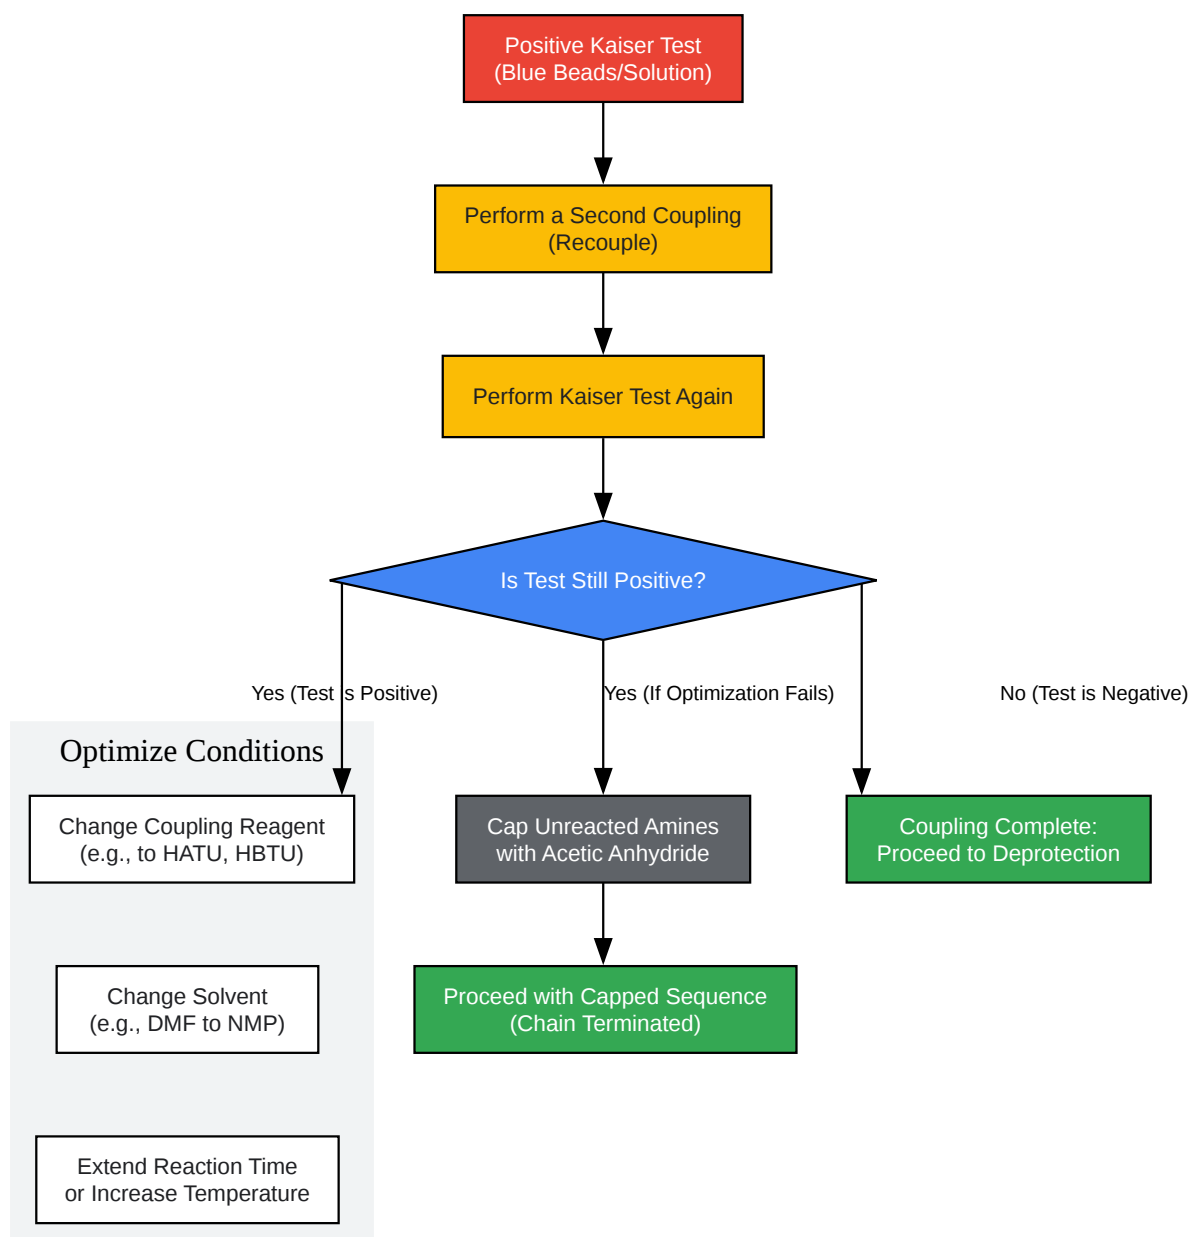 Positive Kaiser Test
(Blue Beads/Solution)
Perform a Second Coupling
(Recouple)
Perform Kaiser Test Again
Is Test Still Positive?
Yes (Test is Positive)
Yes (If Optimization Fails)
No (Test is Negative)
Optimize Conditions
Change Coupling Reagent
(e.g., to HATU, HBTU)
Cap Unreacted Amines
with Acetic Anhydride
Coupling Complete:
Proceed to Deprotection
Change Solvent
(e.g., DMF to NMP)
Proceed with Capped Sequence
(Chain Terminated)
Extend Reaction Time
or Increase Temperature